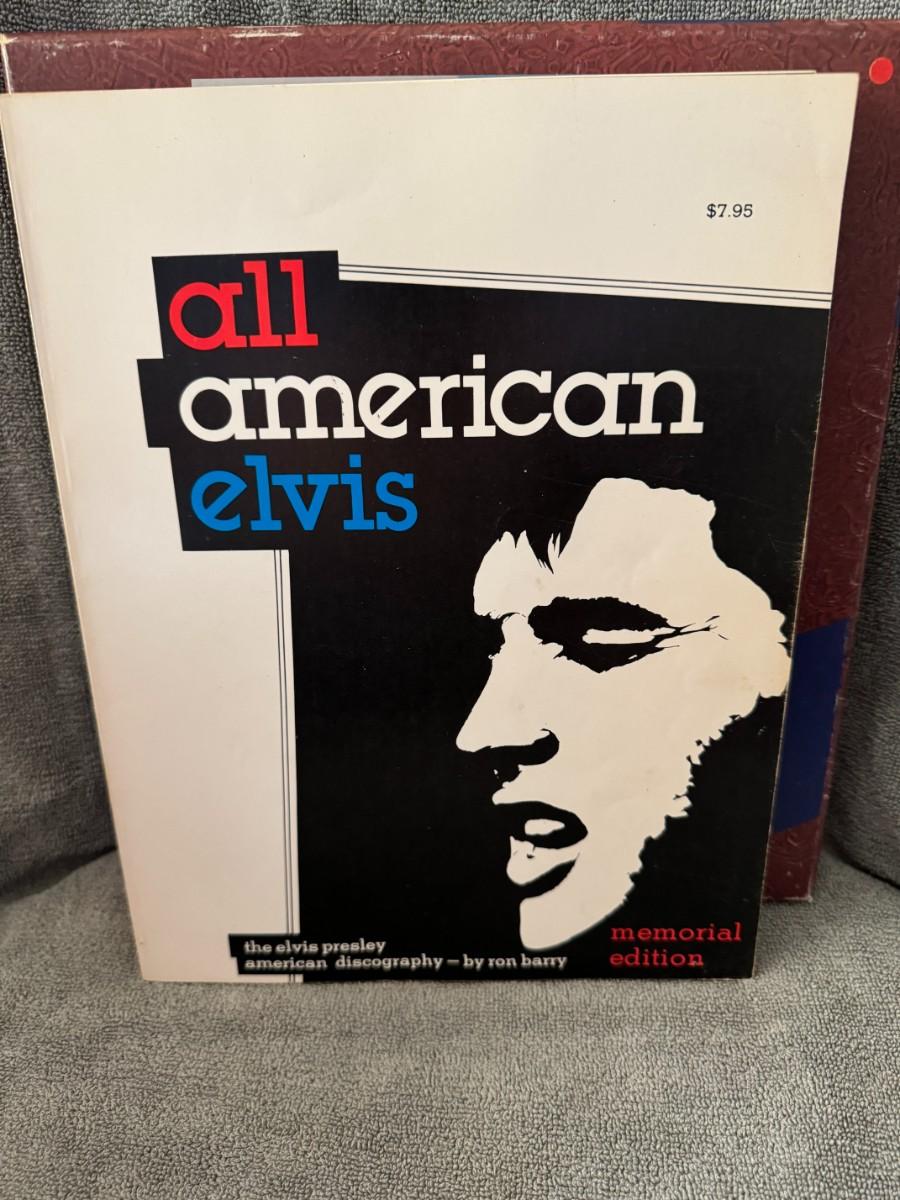 $7.95
all
american
elvis
the elvis presley
american discography — by ron barry
memorial
edition